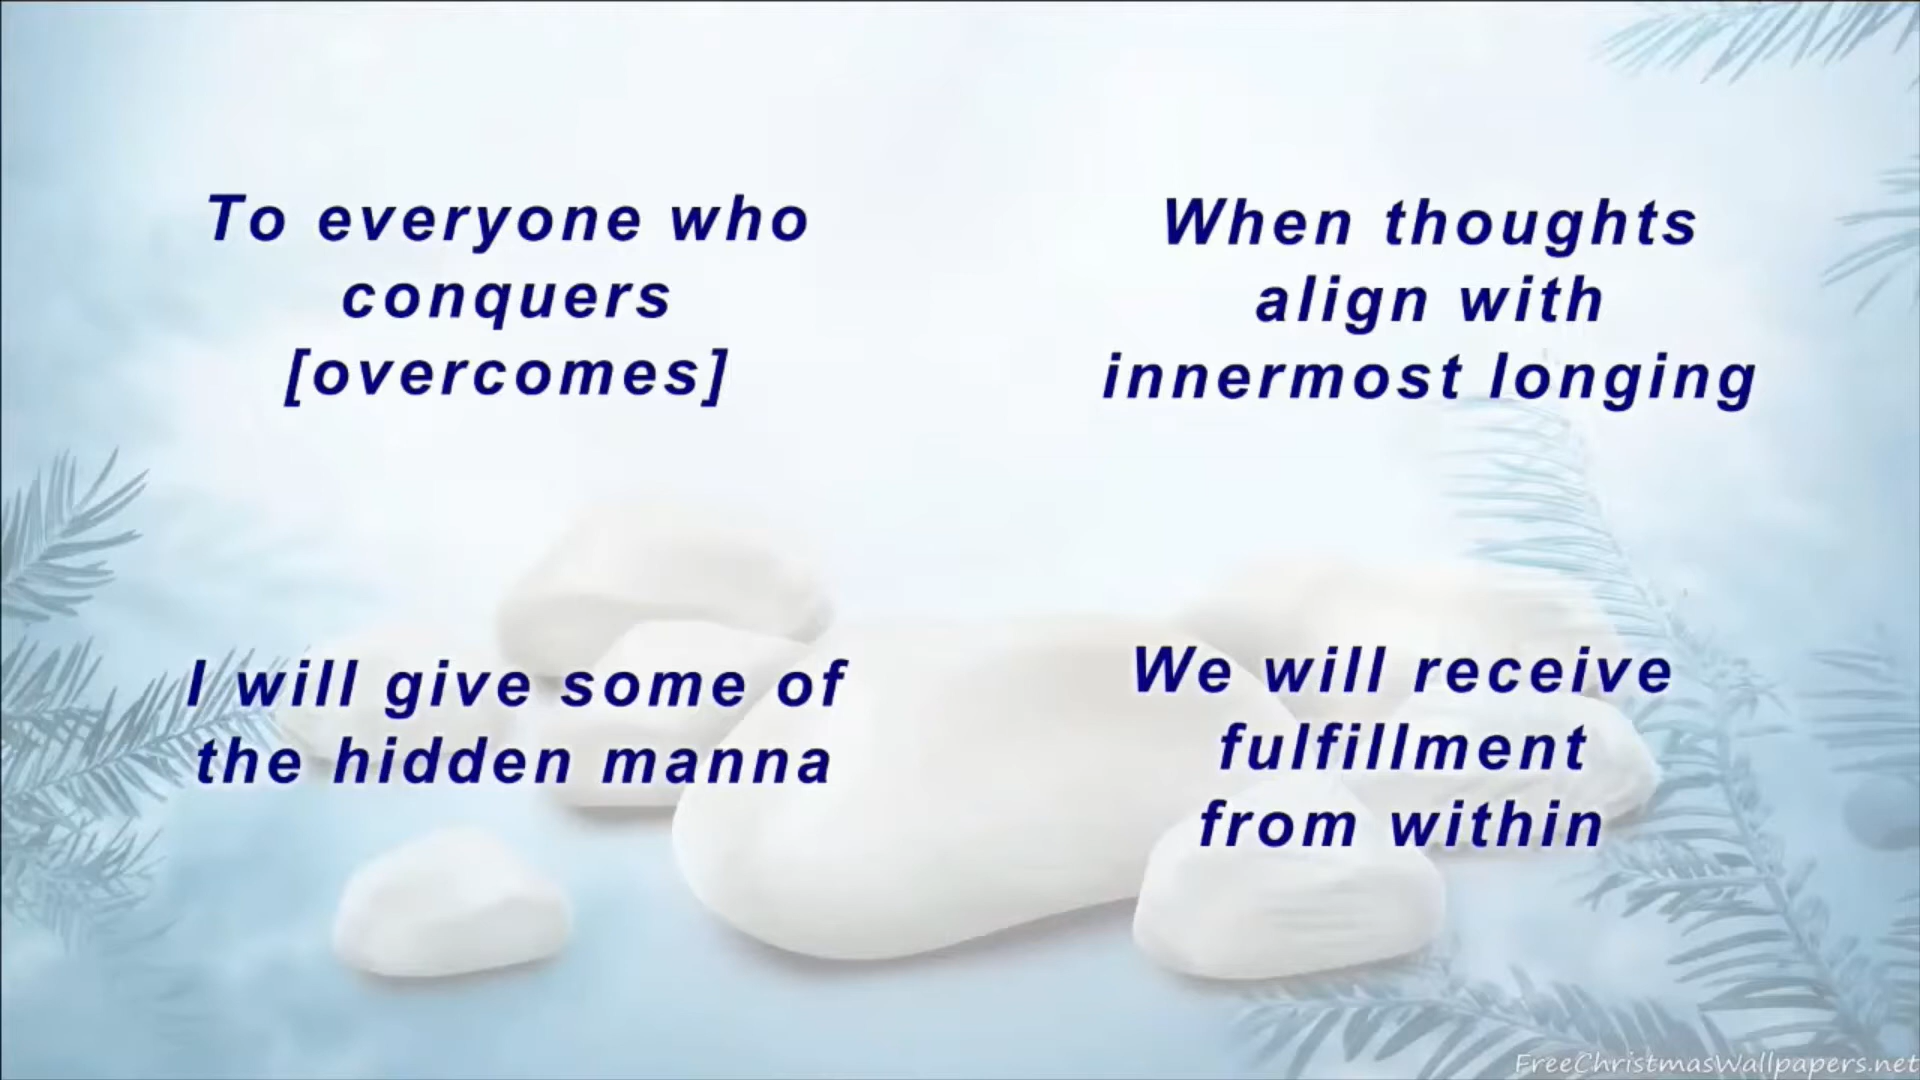 To everyone who
conquers
[overcomes]
When thoughts
align with
innermost longing
I will give some of
the hidden manna
We will receive
fulfillment
from within
FreeChristmasWallpapers.net